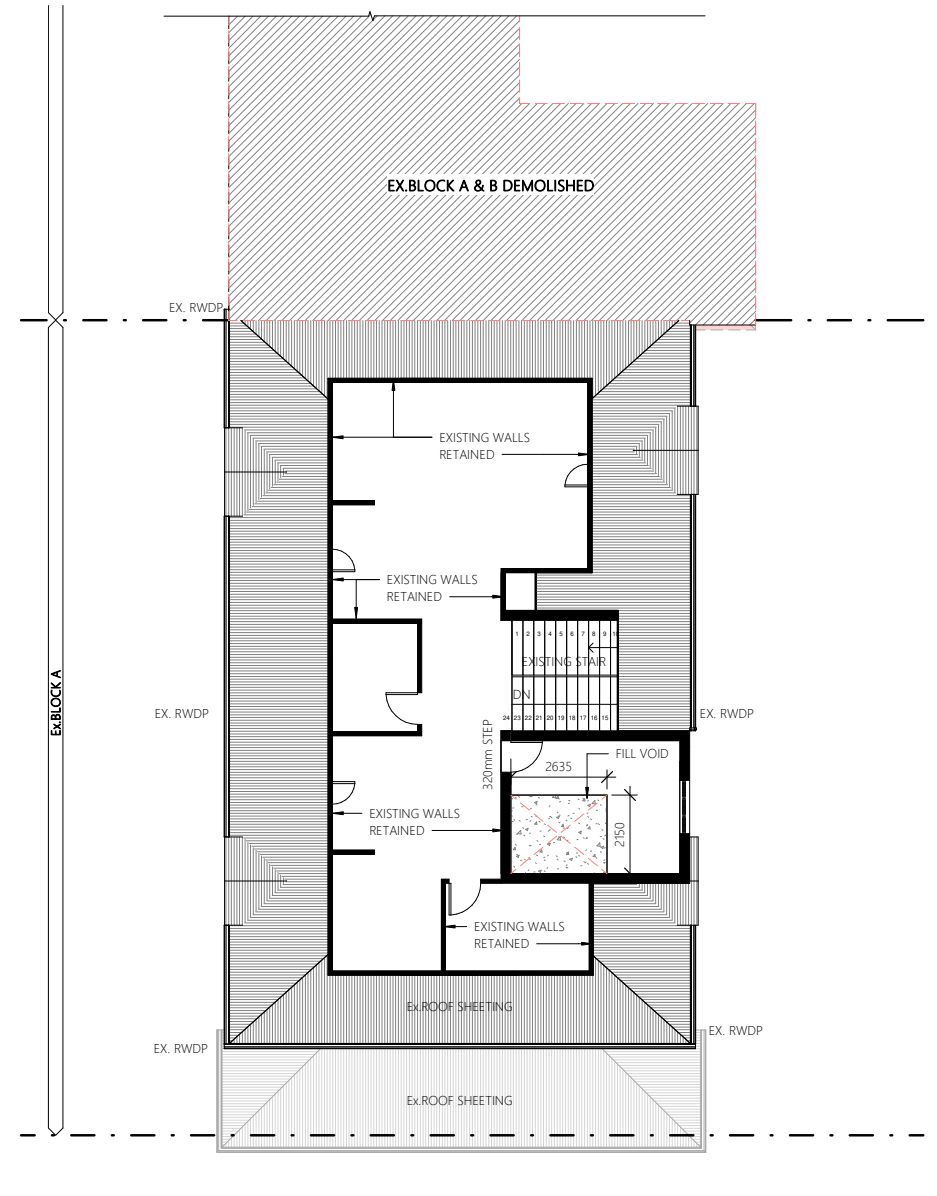 EX.BLOCK A & B DEMOLISHED
EX. RWDP
EXISTING WALLS
RETAINED
EXISTING WALLS
RETAINED
1 2 3 4 5 6 7 8 9
EXISTING STAIR
Ex.BLOCK A
DN
EX. RWDP
EX. RWDP
24 23 22 21 20 19 18 17 16 15
320mm STEP
FILL VOID
2635
EXISTING WALLS
RETAINED
2150
EXISTING WALLS
RETAINED
Ex.ROOF SHEETING
EX. RWDP
EX. RWDP
Ex.ROOF SHEETING